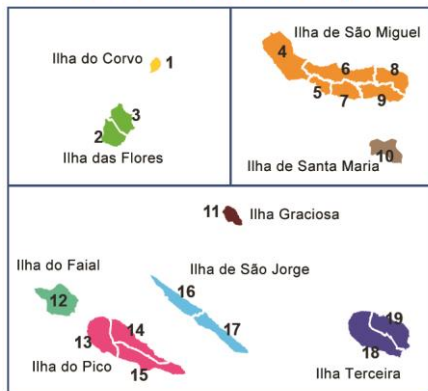 Ilha do Corvo
1
3
2
Ilha das Flores
Ilha de São Miguel
4
6
8
5
7
9
10
Ilha de Santa Maria
11
Ilha Graciosa
Ilha do Faial
12
Ilha de São Jorge
16
17
13
14
15
Ilha do Pico
19
18
Ilha Terceira